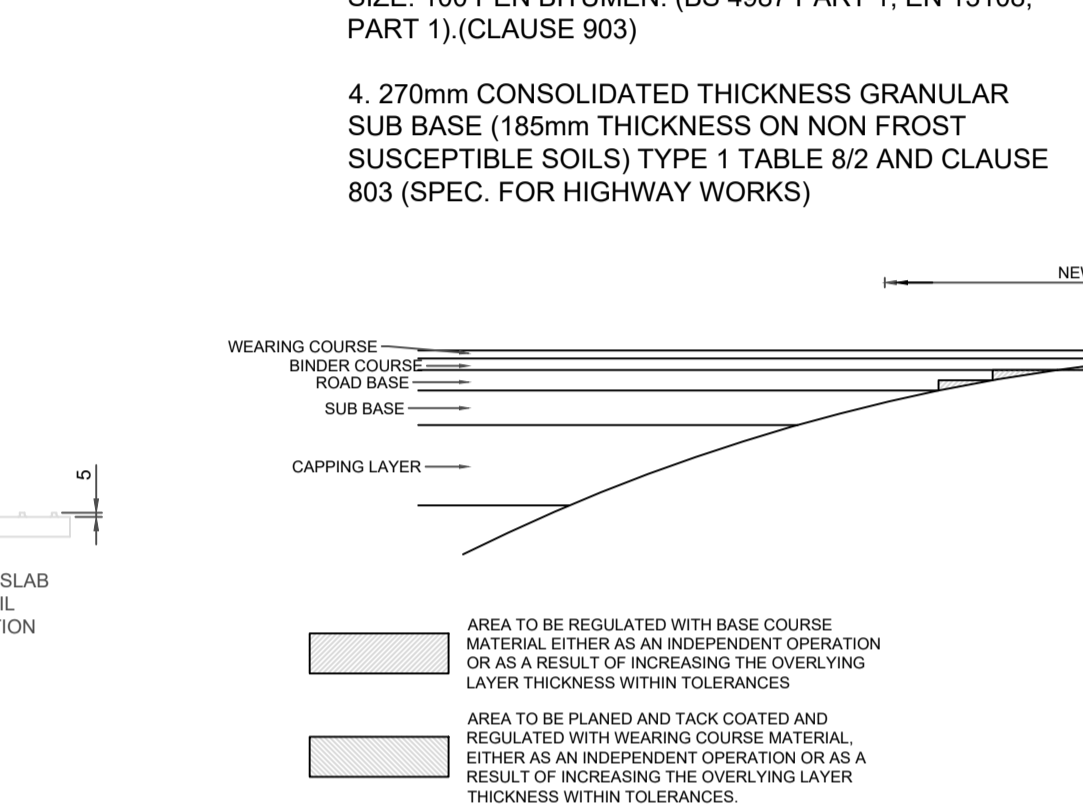 PART 1).(CLAUSE 903)
4. 270mm CONSOLIDATED THICKNESS GRANULAR
SUB BASE (185mm THICKNESS ON NON FROST
SUSCEPTIBLE SOILS) TYPE 1 TABLE 8/2 AND CLAUSE
803 (SPEC. FOR HIGHWAY WORKS)
WEARING COURSE
BINDER COURSE
ROAD BASE
SUB BASE
CAPPING LAYER
5
SLAB
AREA TO BE REGULATED WITH BASE COURSE
MATERIAL EITHER AS AN INDEPENDENT OPERATION
OR AS A RESULT OF INCREASING THE OVERLYING
LAYER THICKNESS WITHIN TOLERANCES
AREA TO BE PLANED AND TACK COATED AND
REGULATED WITH WEARING COURSE MATERIAL,
EITHER AS AN INDEPENDENT OPERATION OR AS A
RESULT OF INCREASING THE OVERLYING LAYER
THICKNESS WITHIN TOLERANCES.